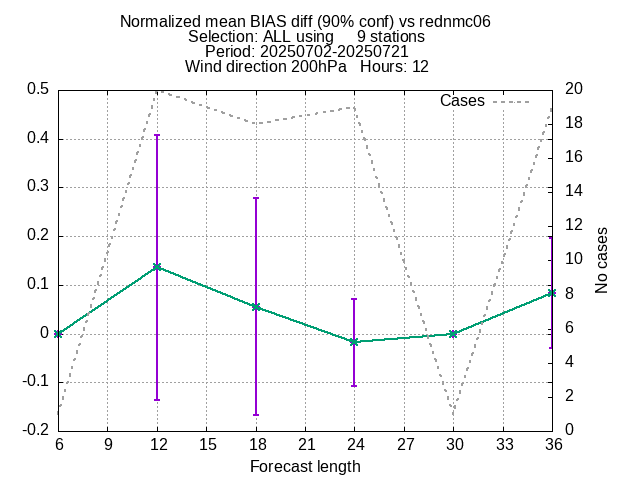 Normalized mean BIAS diff (90% conf) vs rednmc06
Selection: ALL using     9 stations
Period: 20250702-20250721
Wind direction 200hPa   Hours: 12
Cases
0.5
0.4
0.3
0.2
0.1
0
-0.1
-0.2
20
18
16
14
12
10
8
6
4
2
0
No cases
6 9 12 15 18 21 24 27 30 33 36
Forecast length